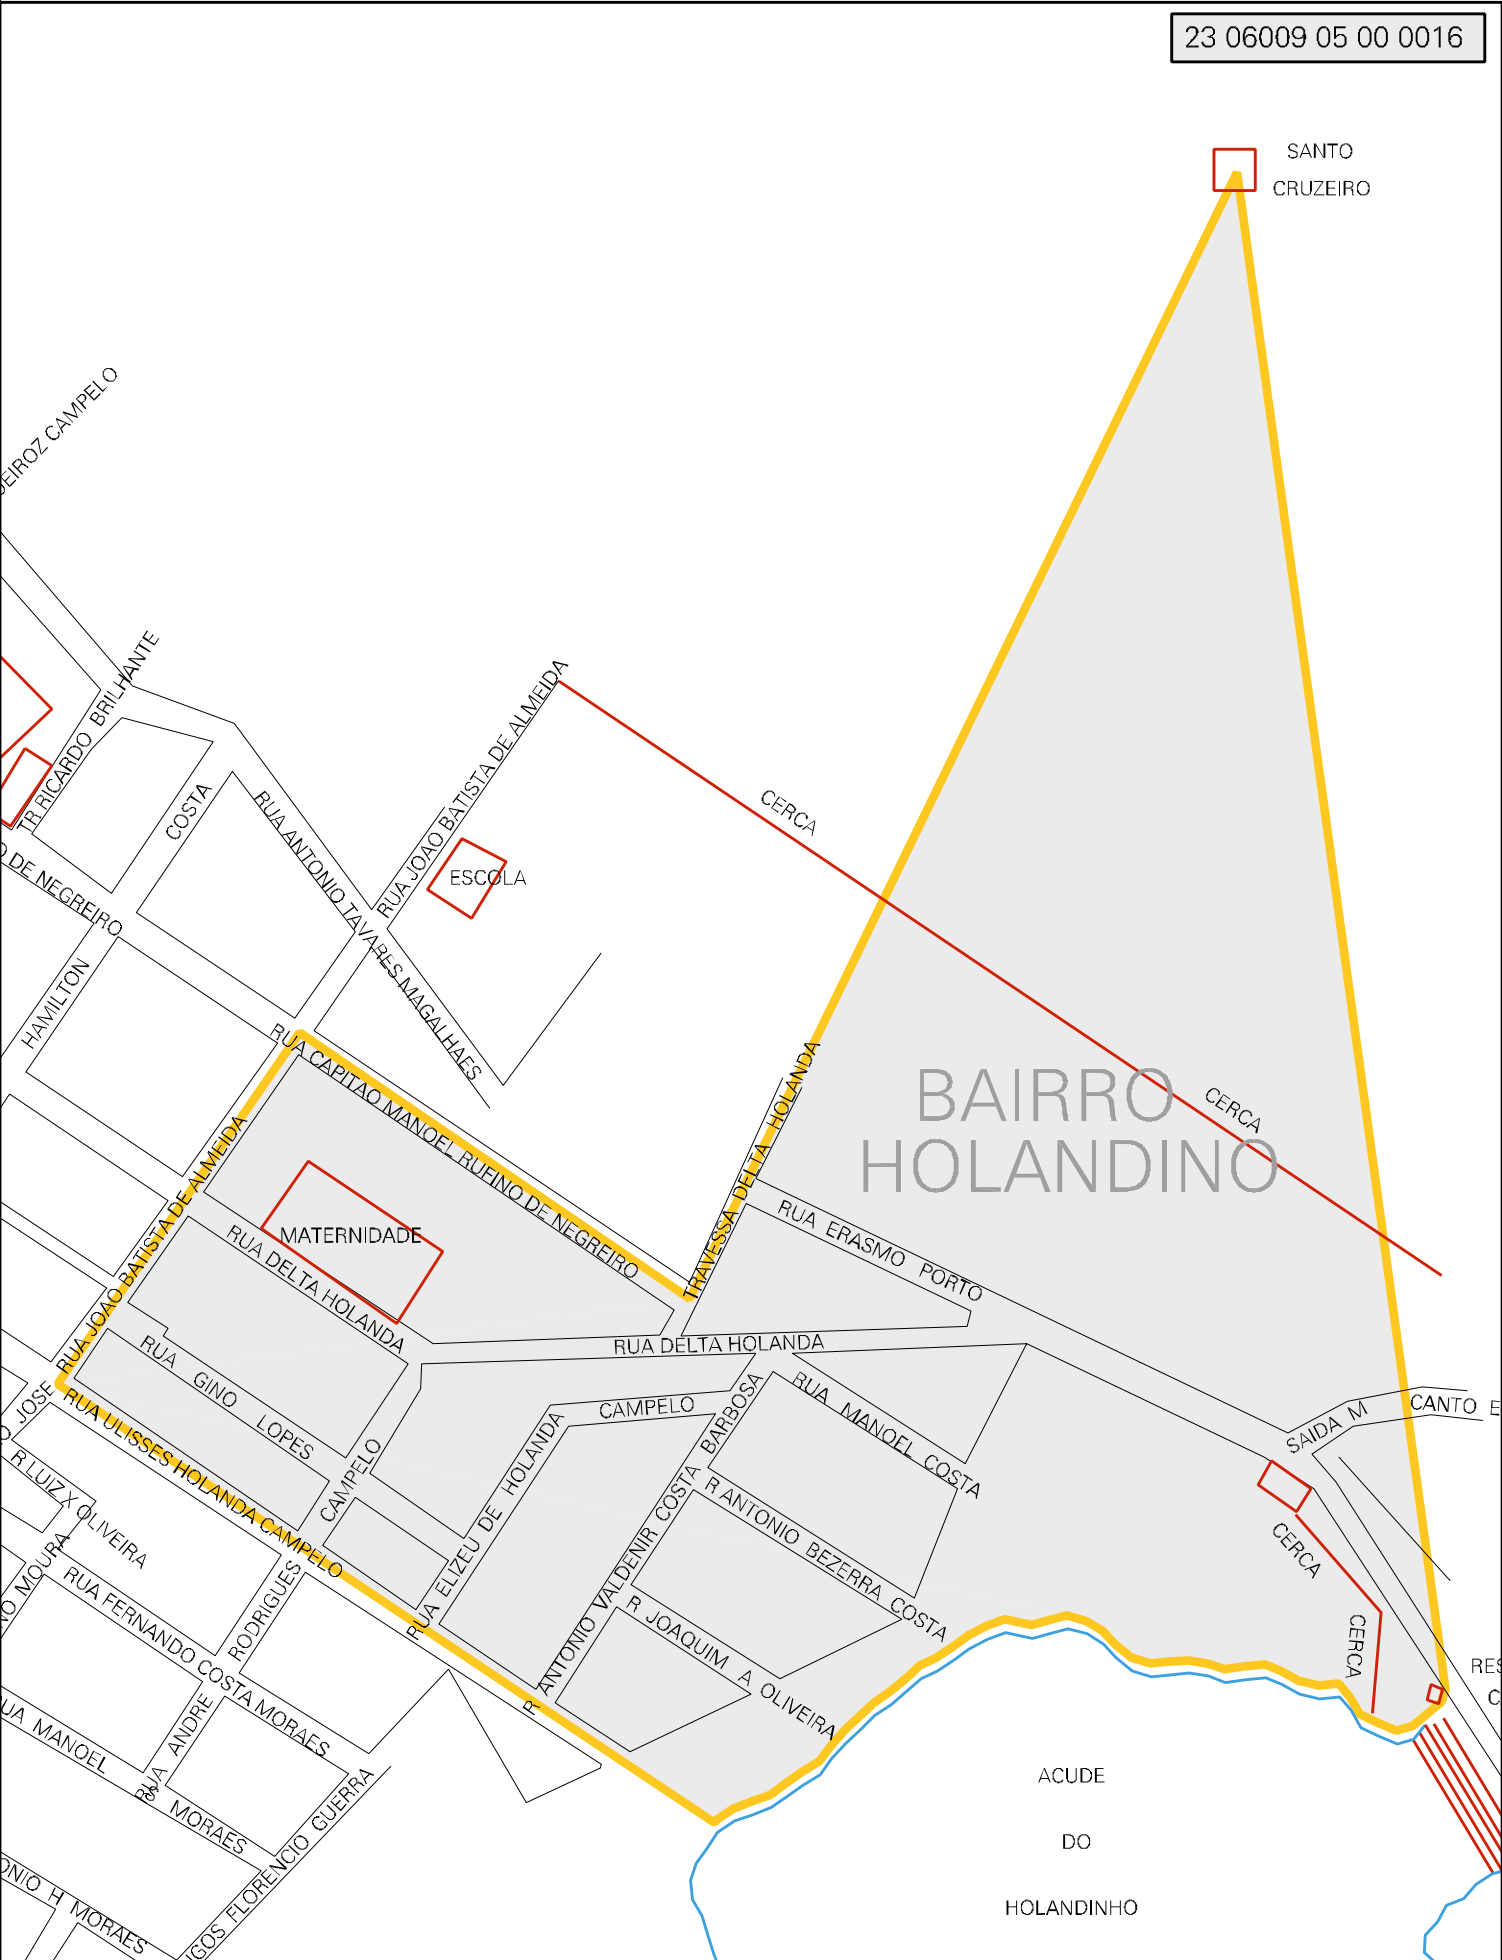 23 06009 05 00 0016
SANTO
CRUZEIRO
EIROZ CAMPELO
TR RICARDO BRILHANTE
RUA JOAO BATISTA DE ALMEIDA
COSTA
RUA ANTONIO TAVARES MAGALHAES
CERCA
ESCOLA
O DE NEGREIRO
HAMILTON
RUA CAPITAO MANOEL RUFINO DE NEGREIRO
TRAVESSA DELTA HOLANDA
BAIRRO
HOLANDINO
CERCA
RUA JOAO BATISTA DE ALMEIDA
MATERNIDADE
RUA DELTA HOLANDA
RUA ERASMO PORTO
RUA DELTA HOLANDA
RUA GINO LOPES
CAMPELO
RUA MANOEL COSTA
SAIDA M
CANTO E
JOSE
RUA ULISSES HOLANDA CAMPELO
CAMPELO
RUA ELIZEU DE HOLANDA
R ANTONIO VALDENIR COSTA BARBOSA
R ANTONIO BEZERRA COSTA
CERCA
R LUIZ X OLIVEIRA
NO MOURA
RUA FERNANDO COSTA MORAES
RODRIGUES
R JOAQUIM A OLIVEIRA
CERCA
RES
C
UA MANOEL
S MORAES
RUA ANDRE
ACUDE
DO
HOLANDINHO
GOS FLORENCIO GUERRA
ONIO H MORAES